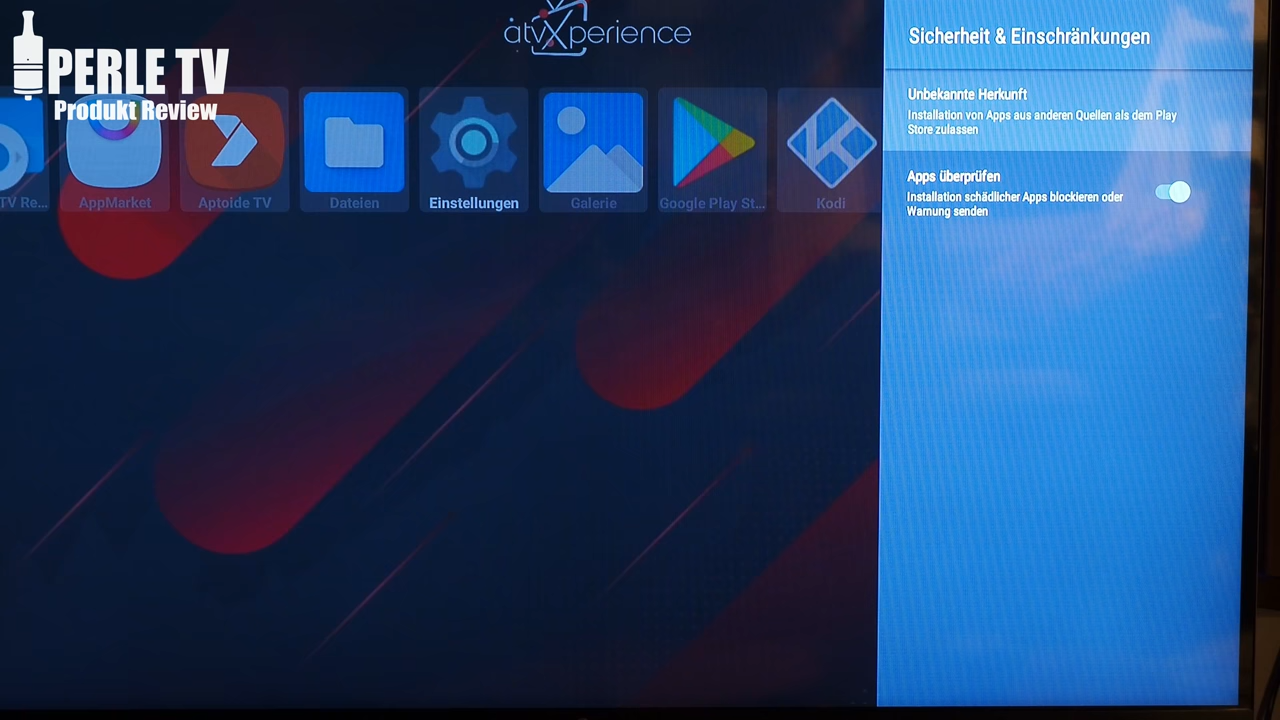 PERLE TV
Produkt Review
atvXperience
TV Re...
AppMarket
Aptoide TV
Dateien
Einstellungen
Galerie
Google Play St...
Kodi
Sicherheit & Einschränkungen
Unbekannte Herkunft
Installation von Apps aus anderen Quellen als dem Play
Store zulassen
Apps überprüfen
Installation schädlicher Apps blockieren oder
Warnung senden